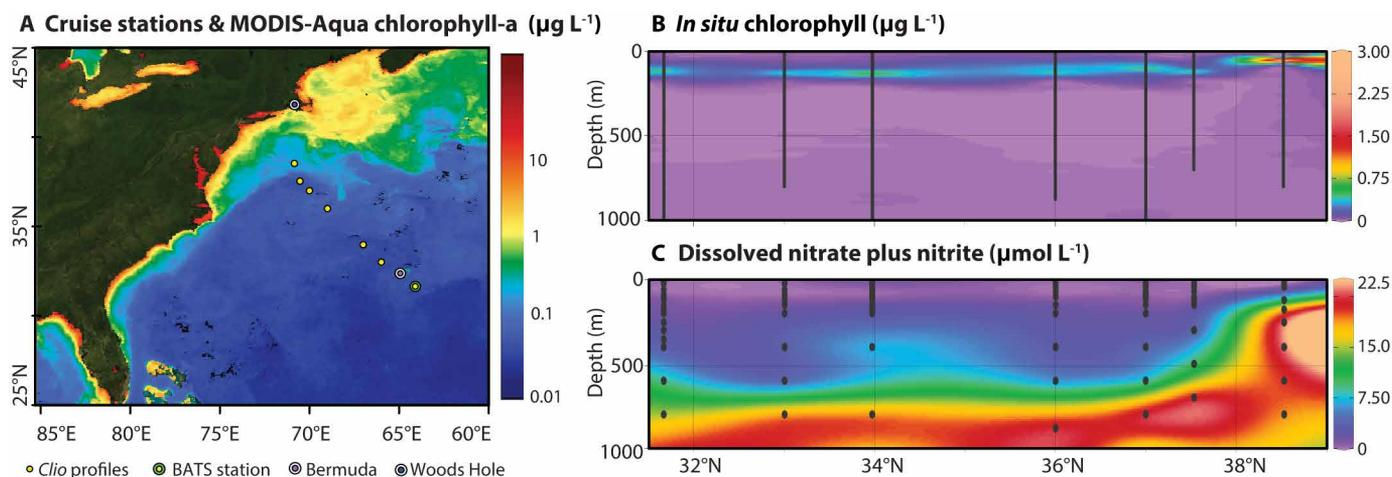 A Cruise stations & MODIS-Aqua chlorophyll-a (µg L-1)
45°N
35°N
25°N
85°E 80°E 75°E 70°E 65°E 60°E
10
1
0.1
0.01
Clio profiles BATS station Bermuda Woods Hole
B In situ chlorophyll (µg L-1)
Depth (m)
0
500
1000
3.00
2.25
1.50
0.75
0
C Dissolved nitrate plus nitrite (µmol L-1)
Depth (m)
0
500
1000
22.5
15.0
7.50
0
32°N 34°N 36°N 38°N